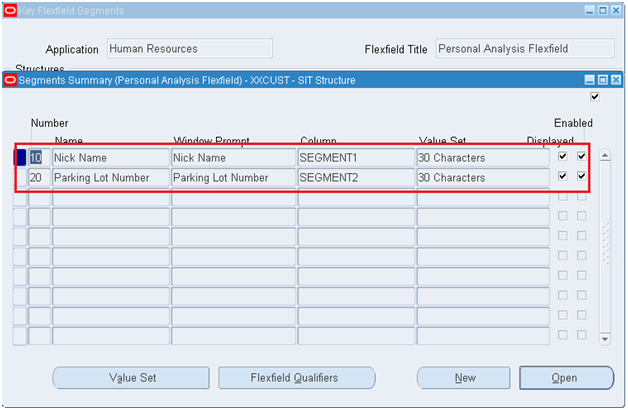 Key Flexfield Segments
Application Human Resources Flexfield Title Personal Analysis Flexfield
Structures
Segments Summary (Personal Analysis Flexfield) - XXCUST - SIT Structure
Number Enabled
Name Window Prompt Column Value Set Displayed
10 Nick Name Nick Name SEGMENT1 30 Characters
20 Parking Lot Number Parking Lot Number SEGMENT2 30 Characters
Value Set Flexfield Qualifiers New Open